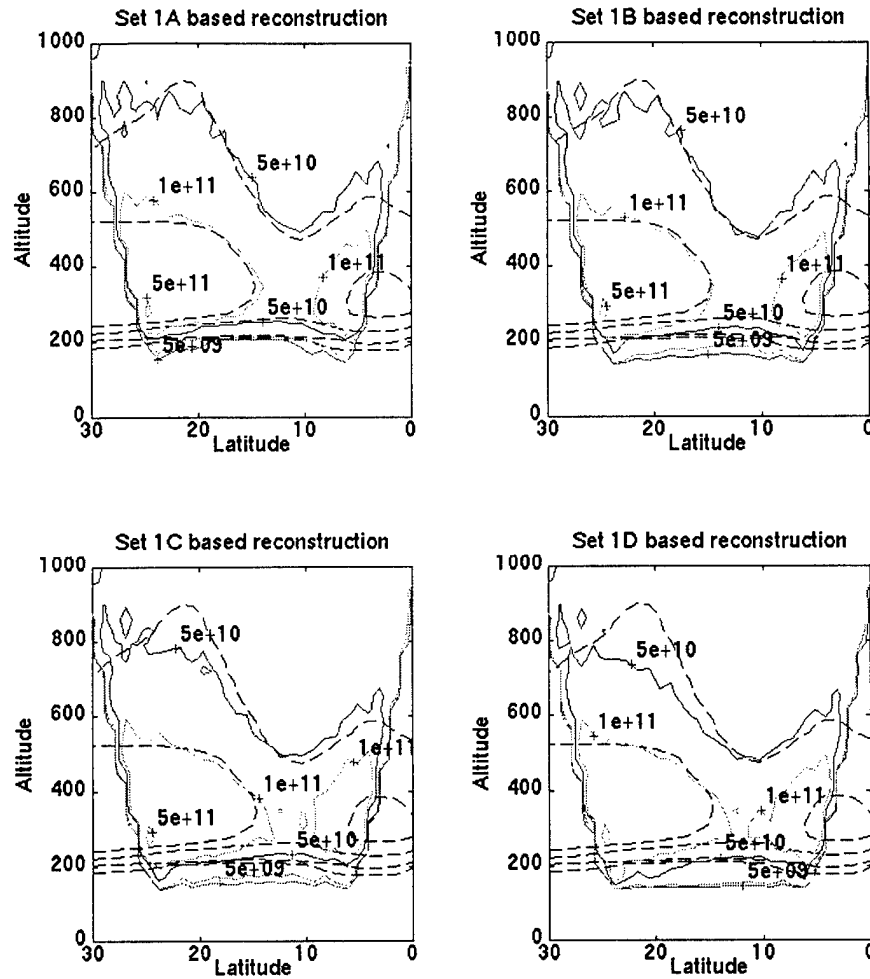 Set 1A based reconstruction
1000
800
600
400
200
0
Altitude
5e+10
1e+11
5e+11
1e+11
5e+10
5e+09
30
20
10
0
Latitude
Set 1B based reconstruction
1000
800
600
400
200
0
Altitude
5e+10
1e+11
5e+11
1e+11
5e+10
5e+09
30
20
10
0
Latitude
Set 1C based reconstruction
1000
800
600
400
200
0
Altitude
5e+10
1e+11
1e+11
5e+11
5e+10
5e+09
30
20
10
0
Latitude
Set 1D based reconstruction
1000
800
600
400
200
0
Altitude
5e+10
1e+11
1e+11
5e+10
5e+09
30
20
10
0
Latitude